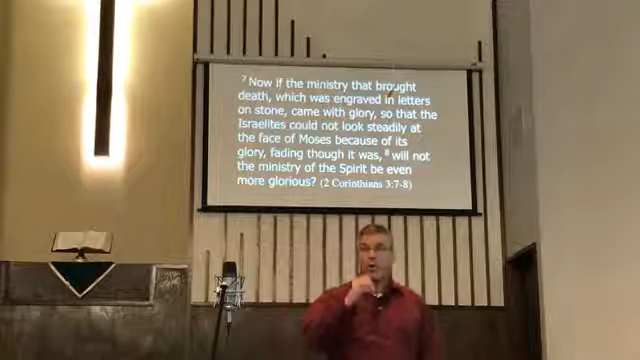 7 Now if the ministry that brought
death, which was engraved in letters
on stone, came with glory, so that the
Israelites could not look steadily at
the face of Moses because of its
glory, fading though it was, 8 will not
the ministry of the Spirit be even
more glorious? (2 Corinthians 3:7-8)